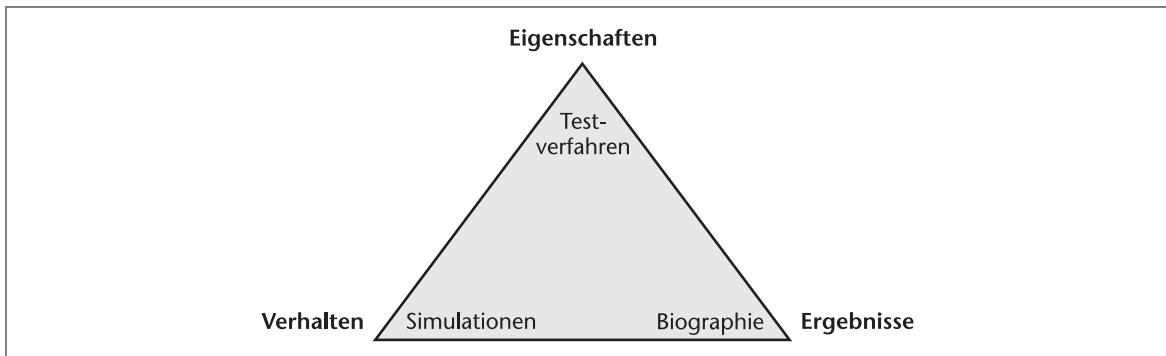 Eigenschaften
Test-
verfahren
Verhalten Simulationen Biographie Ergebnisse